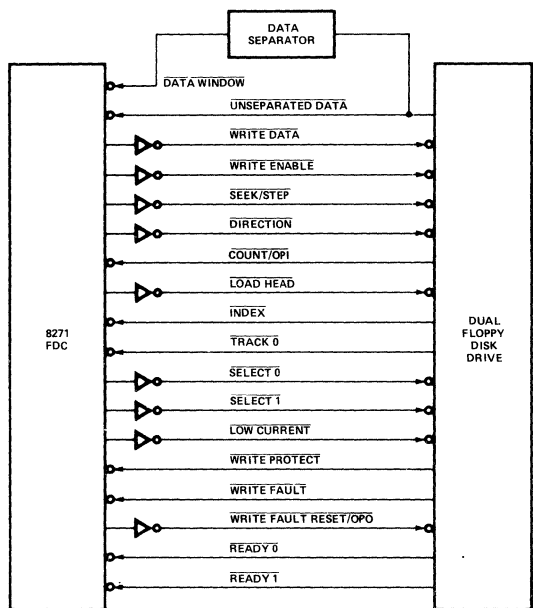 DATA
SEPARATOR
DATA WINDOW
UNSEPARATED DATA
WRITE DATA
WRITE ENABLE
SEEK/STEP
DIRECTION
COUNT/OPI
LOAD HEAD
INDEX
8271
FDC
DUAL
FLOPPY
DISK
DRIVE
TRACK 0
SELECT 0
SELECT 1
LOW CURRENT
WRITE PROTECT
WRITE FAULT
WRITE FAULT RESET/OPO
READY 0
READY 1